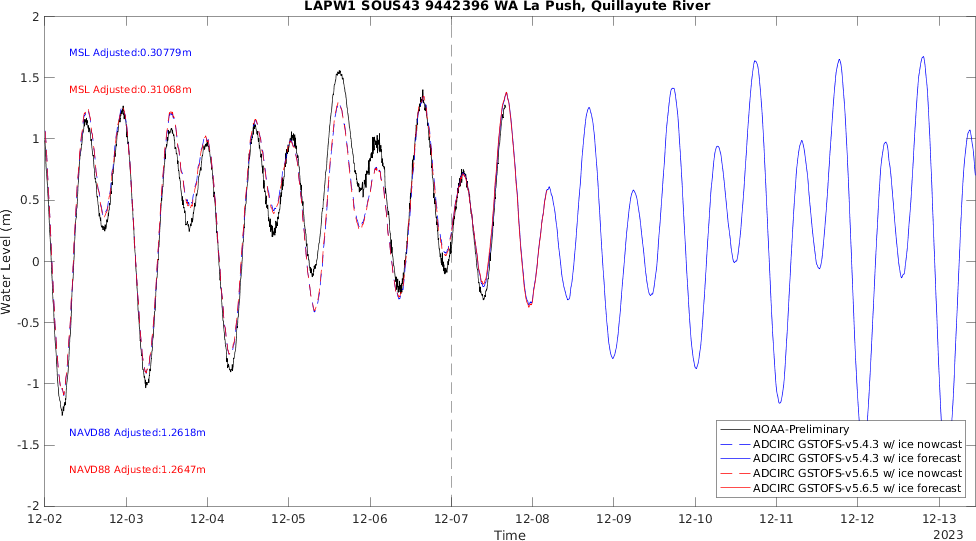 LAPW1 SOUS43 9442396 WA La Push, Quillayute River
2
1.5
1
0.5
0
-0.5
-1
-1.5
-2
Water Level (m)
MSL Adjusted:0.30779m
MSL Adjusted:0.31068m
NAVD88 Adjusted:1.2618m
NAVD88 Adjusted:1.2647m
NOAA-Preliminary
ADCIRC GSTOFS-v5.4.3 w/ ice nowcast
ADCIRC GSTOFS-v5.4.3 w/ ice forecast
ADCIRC GSTOFS-v5.6.5 w/ ice nowcast
ADCIRC GSTOFS-v5.6.5 w/ ice forecast
12-02 12-03 12-04 12-05 12-06 12-07 12-08 12-09 12-10 12-11 12-12 12-13
Time
2023